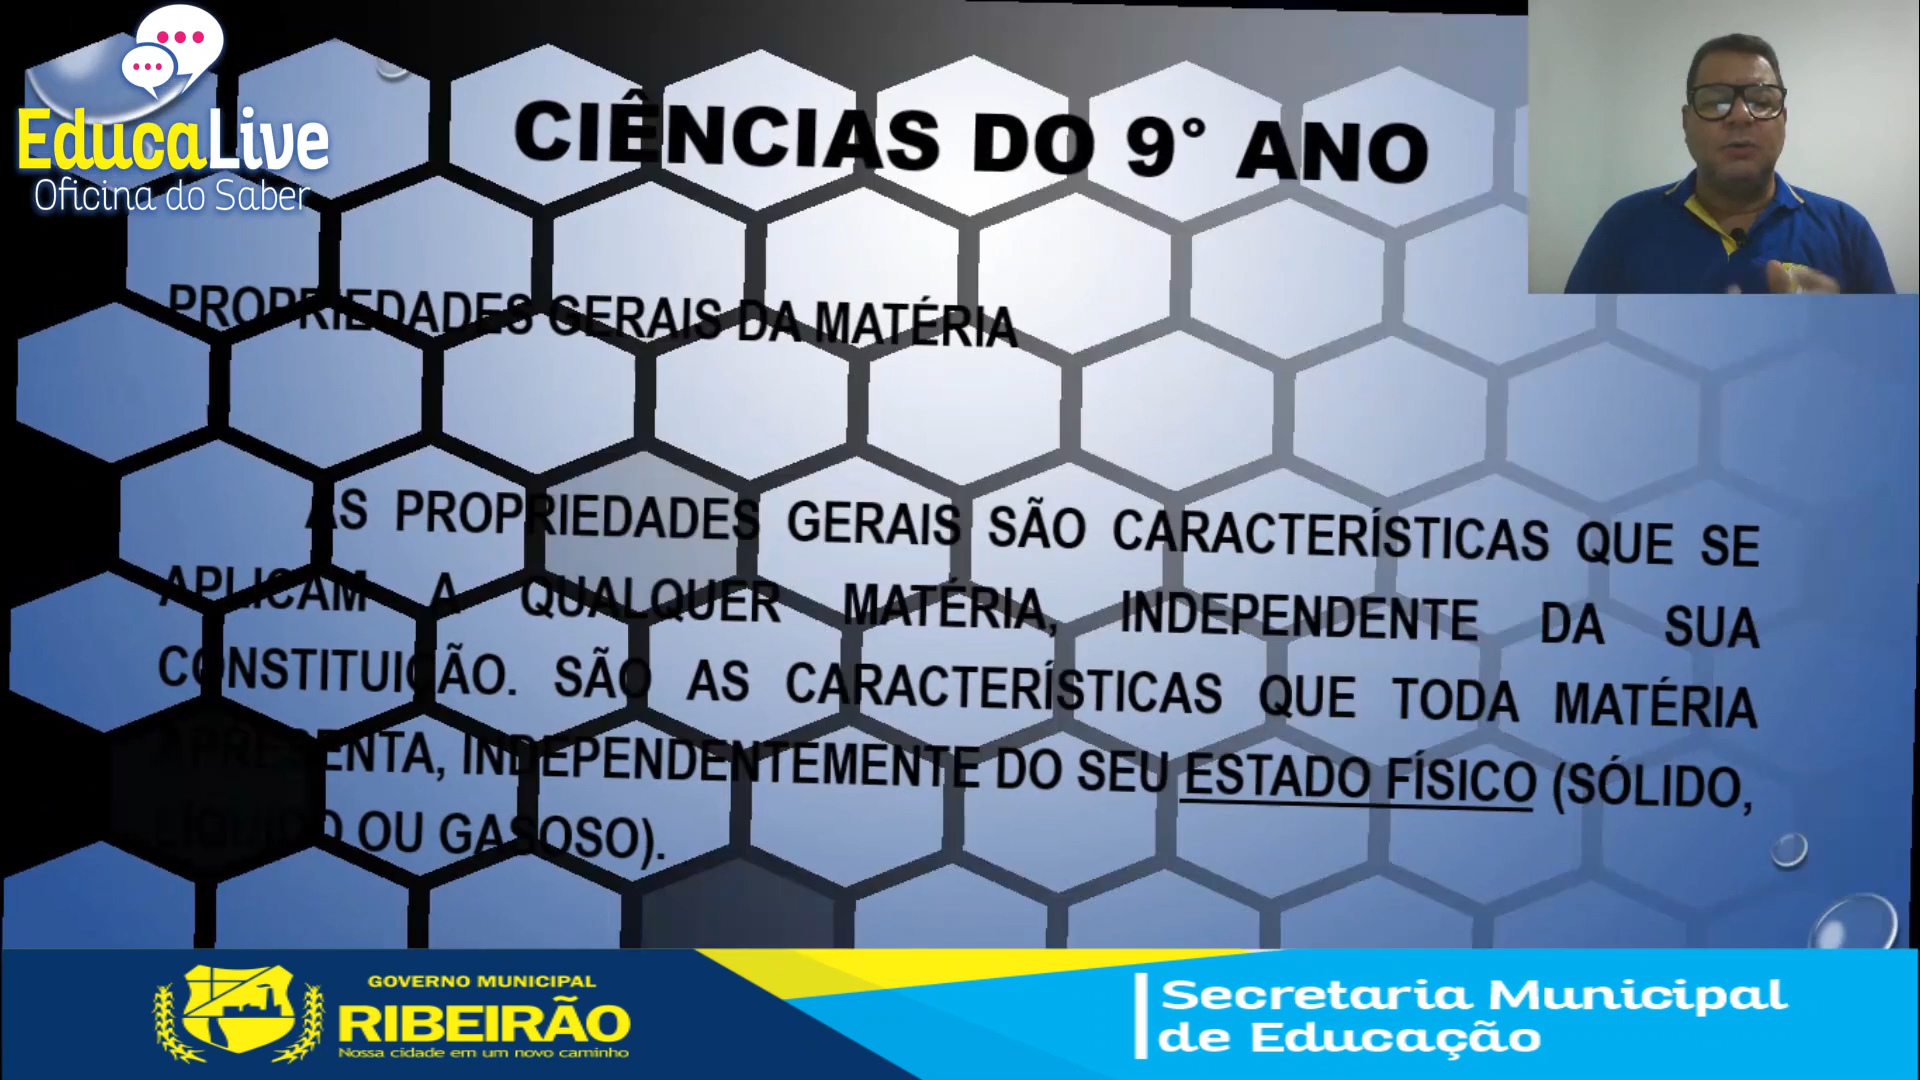 EducaLive
Oficina do Saber
CIÊNCIAS DO 9° ANO
PROPRIEDADES GERAIS DA MATÉRIA
AS PROPRIEDADES GERAIS SÃO CARACTERÍSTICAS QUE SE
APLICAM A QUALQUER MATÉRIA, INDEPENDENTE DA SUA
CONSTITUIÇÃO. SÃO AS CARACTERÍSTICAS QUE TODA MATÉRIA
APRESENTA, INDEPENDENTEMENTE DO SEU ESTADO FÍSICO (SÓLIDO,
LÍQUIDO OU GASOSO).
GOVERNO MUNICIPAL
RIBEIRÃO
Nossa cidade em um novo caminho
Secretaria Municipal
de Educação